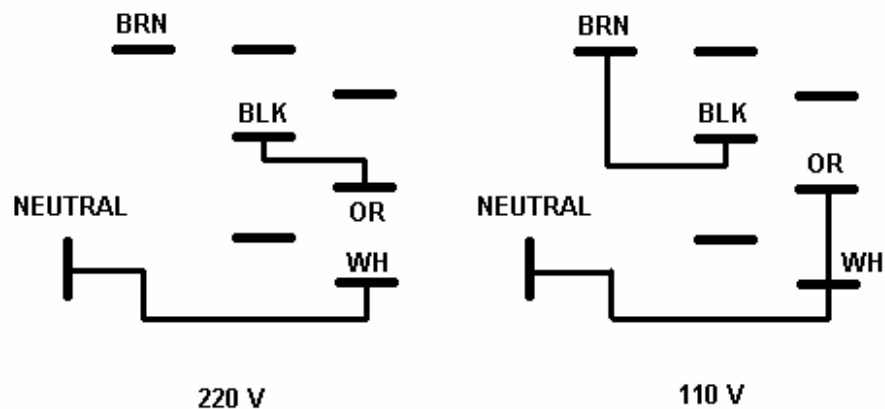 BRN
BLK
OR
NEUTRAL
WH
220 V
BRN
BLK
OR
NEUTRAL
WH
110 V